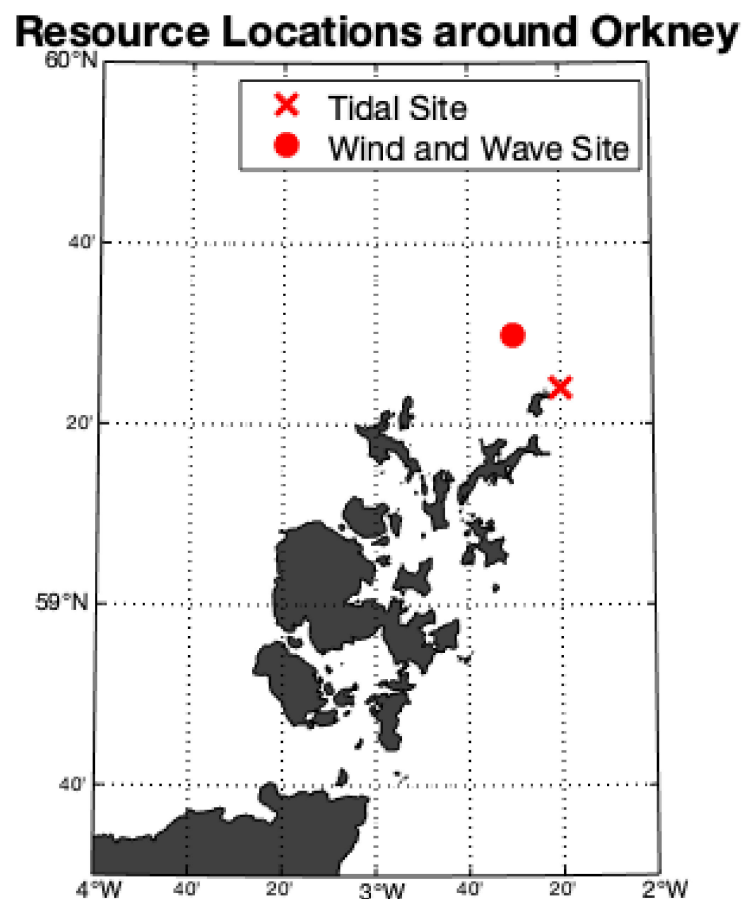 Resource Locations around Orkney
60°N
Tidal Site
Wind and Wave Site
40'
20'
59°N
40'
4°W 40' 20' 3°W 40' 20' 2°W